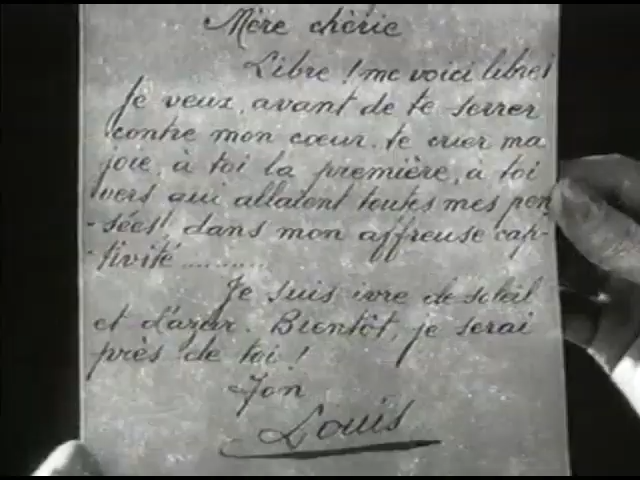 Mère chérie
Libre ! me voici libre !
Je veux, avant de te serrer
contre mon cœur, te crier ma
joie, à toi la première, à toi
vers qui allaient toutes mes pen
-sées, dans mon affreuse cap-
-tivité..........
Je suis ivre de soleil
et d'azur. Bientôt, je serai
près de toi !
Ton
Louis